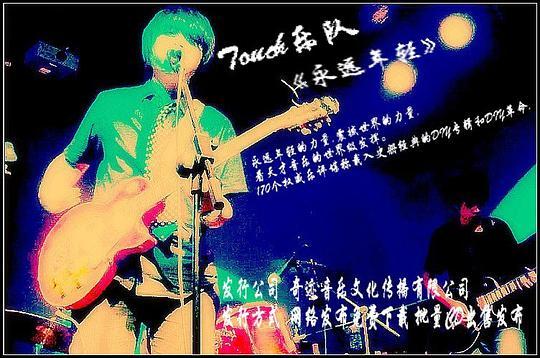 Touch乐队
《永远年轻》
永远年轻的力量.震撼世界的力量.
看天才音乐的世界级发挥。
170个权威乐评媒体载入史册经典的DIY专辑和DIY革命.
发行公司 奇迹音乐文化传播有限公司
发行方式 网络发布免费下载 批量CD出售发布